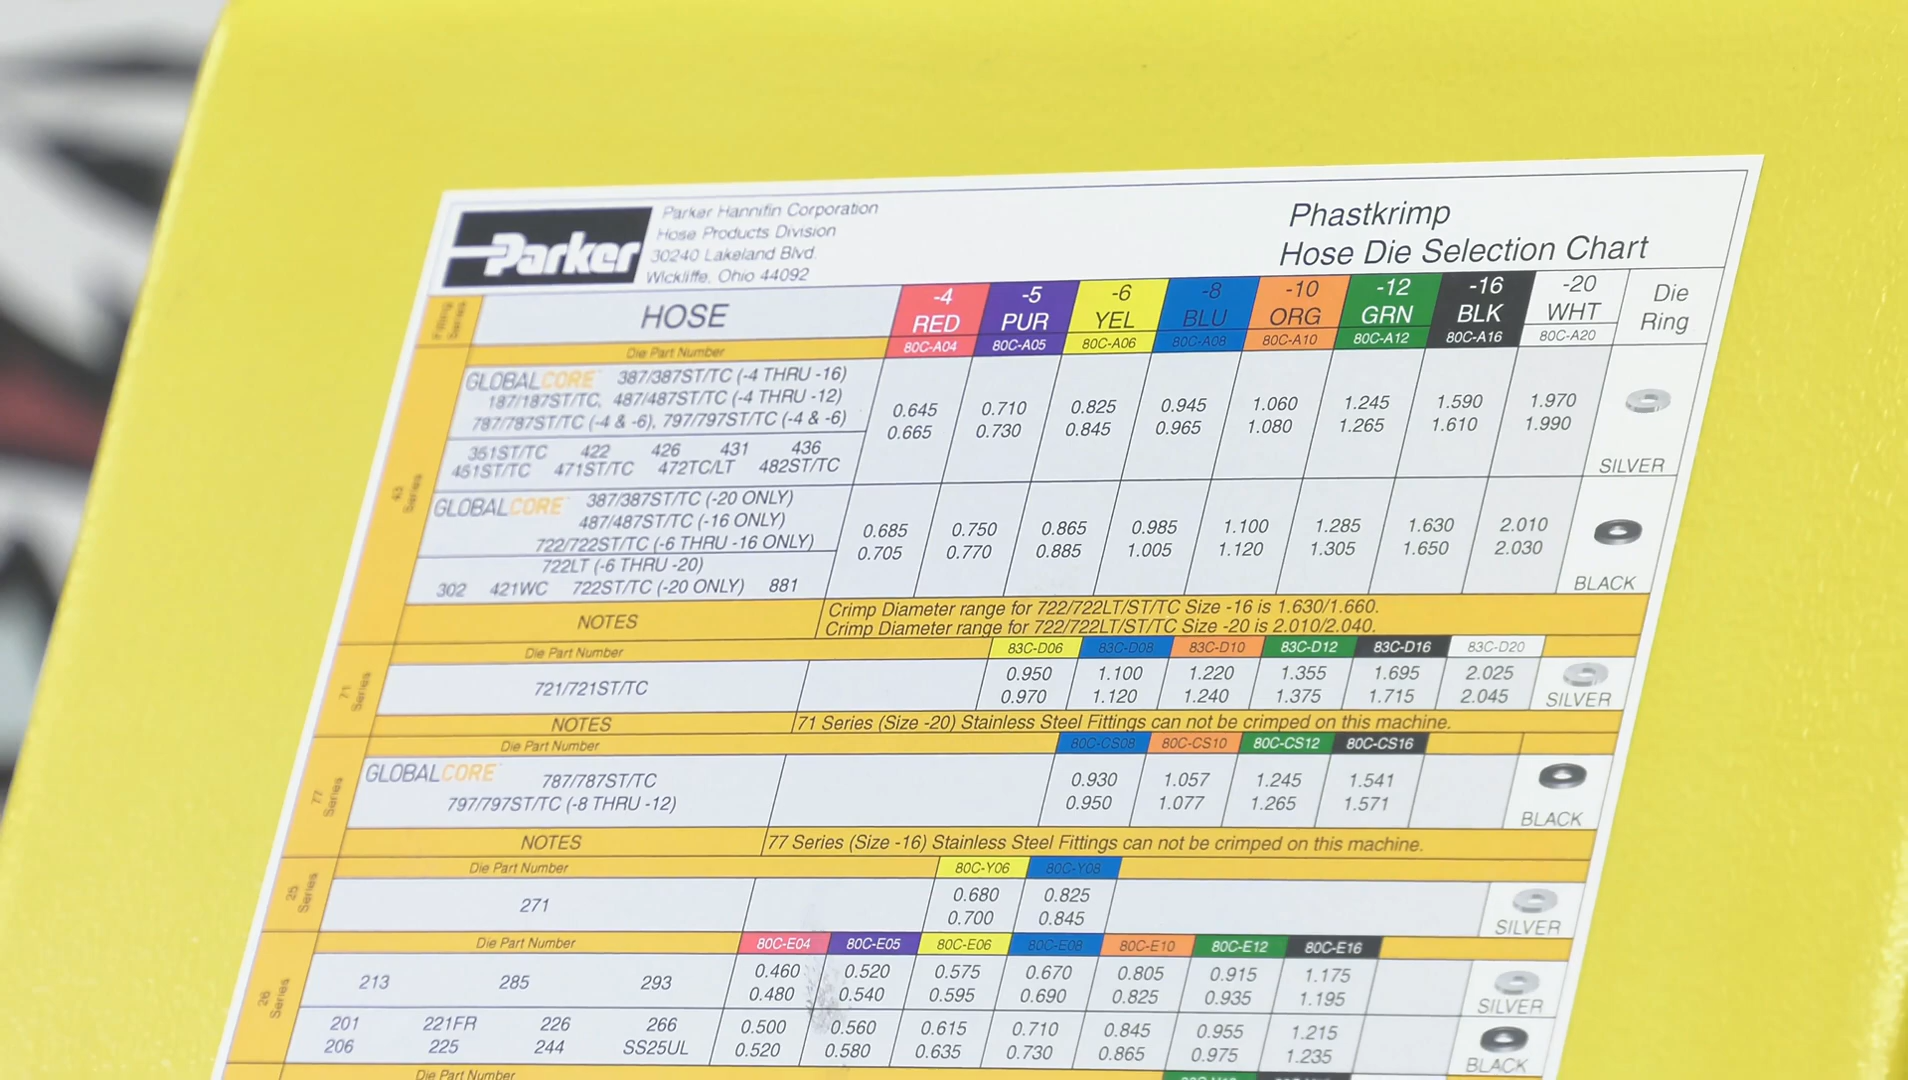 Parker
Parker Hannifin Corporation
Hose Products Division
30240 Lakeland Blvd.
Wickliffe, Ohio 44092
Phastkrimp
Hose Die Selection Chart
Fitting Series
HOSE
-4 -5 -6 -8 -10 -12 -16 -20
RED PUR YEL BLU ORG GRN BLK WHT
Die Ring
Die Part Number 80C-A04 80C-A05 80C-A06 80C-A08 80C-A10 80C-A12 80C-A16 80C-A20
43 Series
GLOBALCORE 387/387ST/TC (-4 THRU -16)
187/187ST/TC, 487/487ST/TC (-4 THRU -12)
787/787ST/TC (-4 & -6), 797/797ST/TC (-4 & -6)
351ST/TC 422 426 431 436
451ST/TC 471ST/TC 472TC/LT 482ST/TC
0.645 0.710 0.825 0.945 1.060 1.245 1.590 1.970
0.665 0.730 0.845 0.965 1.080 1.265 1.610 1.990
SILVER
GLOBALCORE 387/387ST/TC (-20 ONLY)
487/487ST/TC (-16 ONLY)
722/722ST/TC (-6 THRU -16 ONLY)
722LT (-6 THRU -20)
302 421WC 722ST/TC (-20 ONLY) 881
0.685 0.750 0.865 0.985 1.100 1.285 1.630 2.010
0.705 0.770 0.885 1.005 1.120 1.305 1.650 2.030
BLACK
NOTES
Crimp Diameter range for 722/722LT/ST/TC Size -16 is 1.630/1.660.
Crimp Diameter range for 722/722LT/ST/TC Size -20 is 2.010/2.040.
71 Series
Die Part Number 83C-D06 83C-D08 83C-D10 83C-D12 83C-D16 83C-D20
721/721ST/TC
0.950 1.100 1.220 1.355 1.695 2.025
0.970 1.120 1.240 1.375 1.715 2.045
SILVER
NOTES 71 Series (Size -20) Stainless Steel Fittings can not be crimped on this machine.
77 Series
Die Part Number 80C-CS08 80C-CS10 80C-CS12 80C-CS16
GLOBALCORE 787/787ST/TC
797/797ST/TC (-8 THRU -12)
0.930 1.057 1.245 1.541
0.950 1.077 1.265 1.571
BLACK
NOTES 77 Series (Size -16) Stainless Steel Fittings can not be crimped on this machine.
25 Series
Die Part Number 80C-Y06 80C-Y08
271
0.680 0.825
0.700 0.845
SILVER
26 Series
Die Part Number 80C-E04 80C-E05 80C-E06 80C-E08 80C-E10 80C-E12 80C-E16
213 285 293
0.460 0.520 0.575 0.670 0.805 0.915 1.175
0.480 0.540 0.595 0.690 0.825 0.935 1.195
SILVER
201 221FR 226 266
206 225 244 SS25UL
0.500 0.560 0.615 0.710 0.845 0.955 1.215
0.520 0.580 0.635 0.730 0.865 0.975 1.235
BLACK
Die Part Number